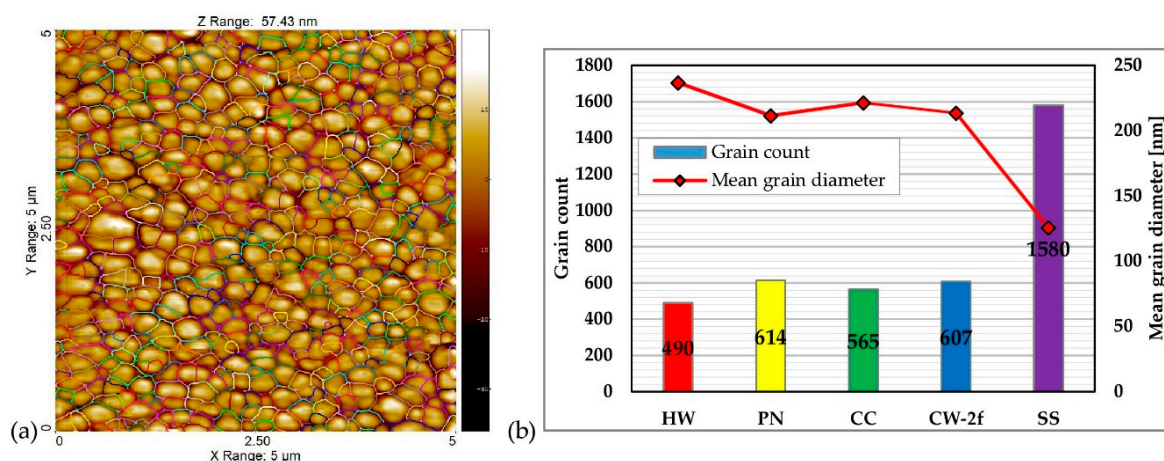 Z Range: 57.43 nm
5
Y Range: 5 µm
2.50
0
0 2.50 5
X Range: 5 µm
(a)
1800
1600
1400
1200
1000
800
600
400
200
0
Grain count
Grain count
Mean grain diameter
490
614
565
607
1580
HW PN CC CW-2f SS
250
200
150
100
50
0
Mean grain diameter [nm]
(b)